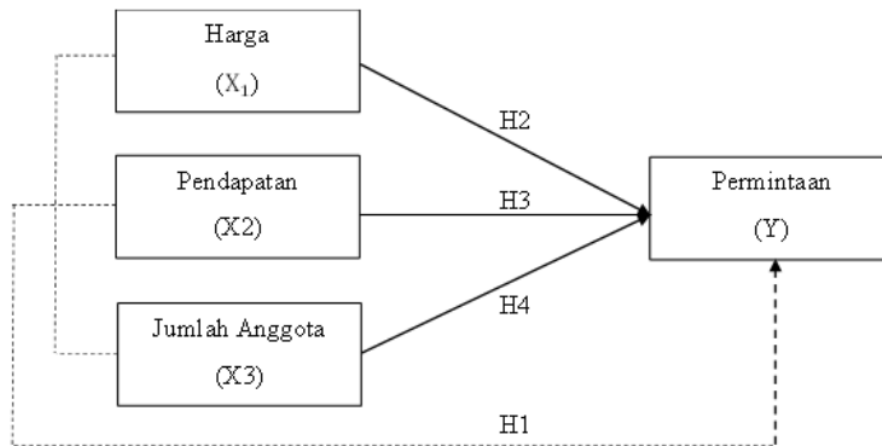 Harga
(X₁)
H2
Pendapatan
(X2)
H3
Permintaan
(Y)
Jumlah Anggota
(X3)
H4
H1